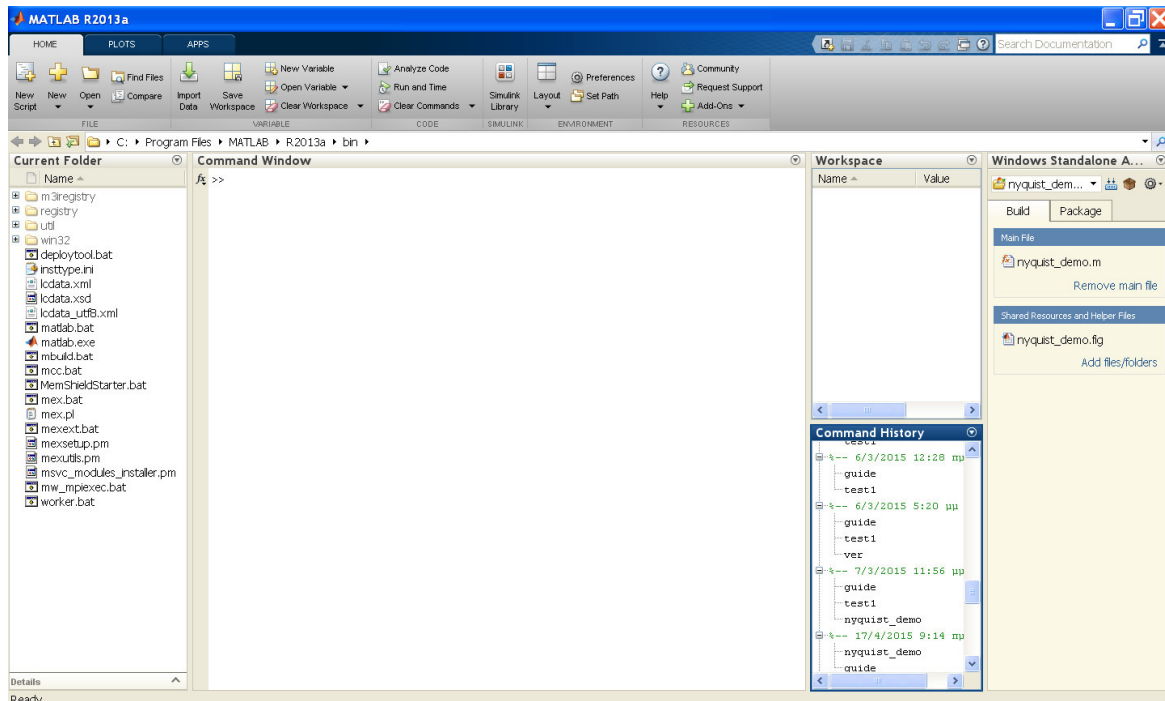 MATLAB R2013a
HOME PLOTS APPS
Search Documentation
New Script
New
Open
Find Files
Compare
Import Data
Save Workspace
New Variable
Open Variable
Clear Workspace
Analyze Code
Run and Time
Clear Commands
Simulink Library
Layout
Preferences
Set Path
Help
Community
Request Support
Add-Ons
FILE VARIABLE CODE SIMULINK ENVIRONMENT RESOURCES
C: Program Files MATLAB R2013a bin
Current Folder
Name
m3iregistry
registry
util
win32
deploytool.bat
insttype.ini
lcdata.xml
lcdata.xsd
lcdata_utf8.xml
matlab.bat
matlab.exe
mbuild.bat
mcc.bat
MemShieldStarter.bat
mex.bat
mex.pl
mexext.bat
mexsetup.pm
mexutils.pm
msvc_modules_installer.pm
mw_mpiexec.bat
worker.bat
Details
Ready
Command Window
fx >>
Workspace
Name Value
Command History
test1
%-- 6/3/2015 12:28 πμ
guide
test1
%-- 6/3/2015 5:20 μμ
guide
test1
ver
%-- 7/3/2015 11:56 μμ
guide
test1
nyquist_demo
%-- 17/4/2015 9:14 πμ
nyquist_demo
guide
Windows Standalone A...
nyquist_dem...
Build Package
Main File
nyquist_demo.m
Remove main file
Shared Resources and Helper Files
nyquist_demo.fig
Add files/folders